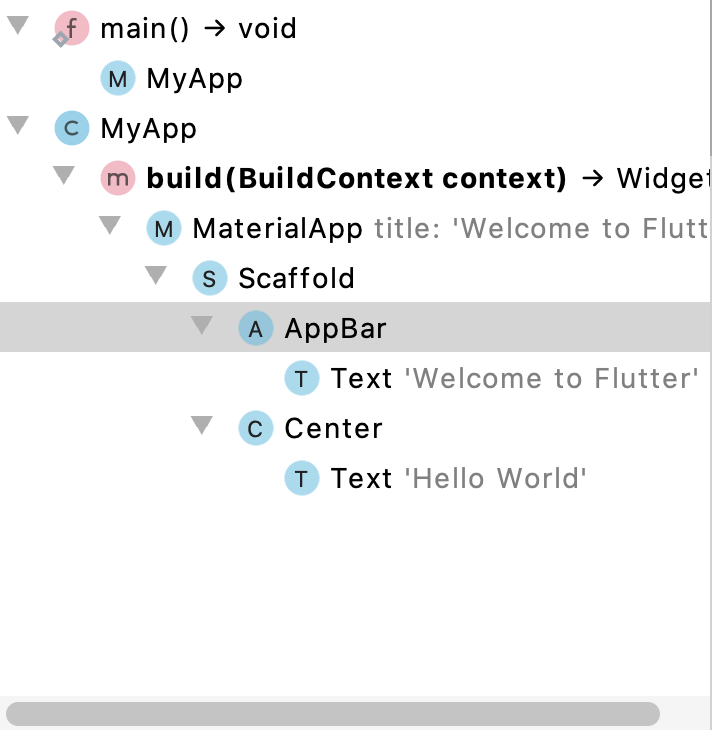 f main() → void
M MyApp
C MyApp
m build(BuildContext context) → Widget
M MaterialApp title: 'Welcome to Flutt
S Scaffold
A AppBar
T Text 'Welcome to Flutter'
C Center
T Text 'Hello World'